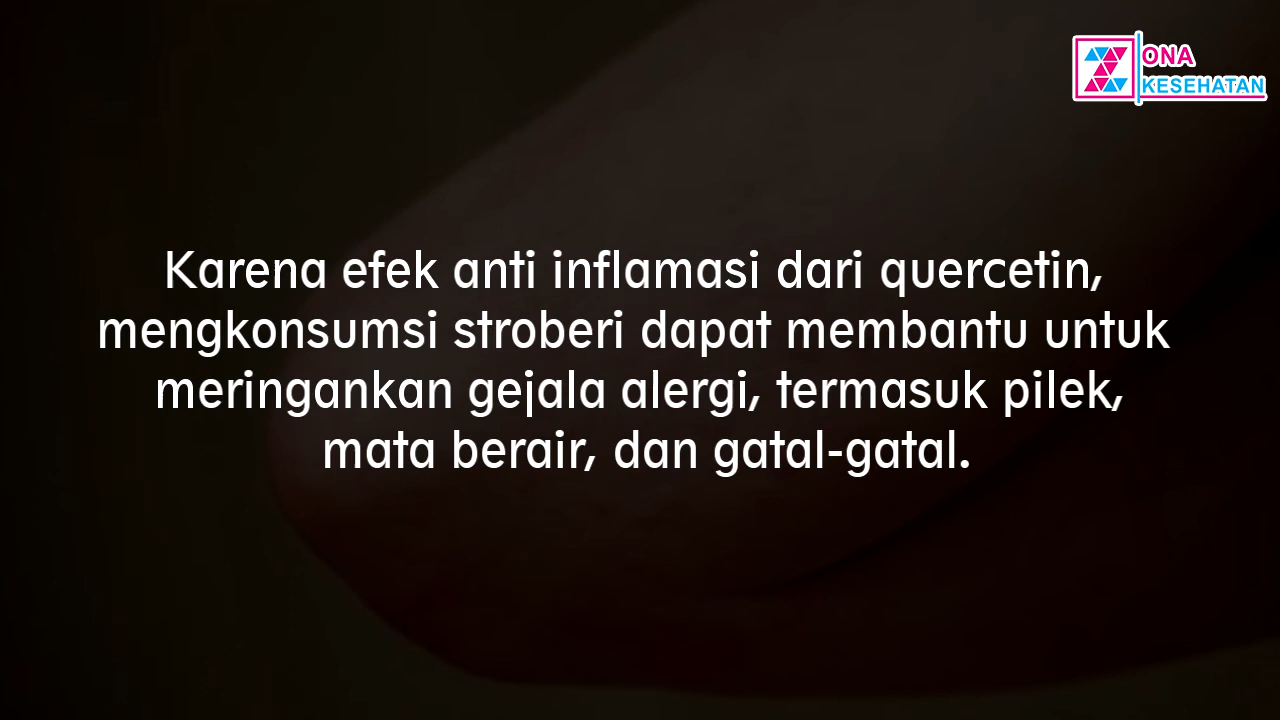 ZONA
KESEHATAN
Karena efek anti inflamasi dari quercetin,
mengkonsumsi stroberi dapat membantu untuk
meringankan gejala alergi, termasuk pilek,
mata berair, dan gatal-gatal.